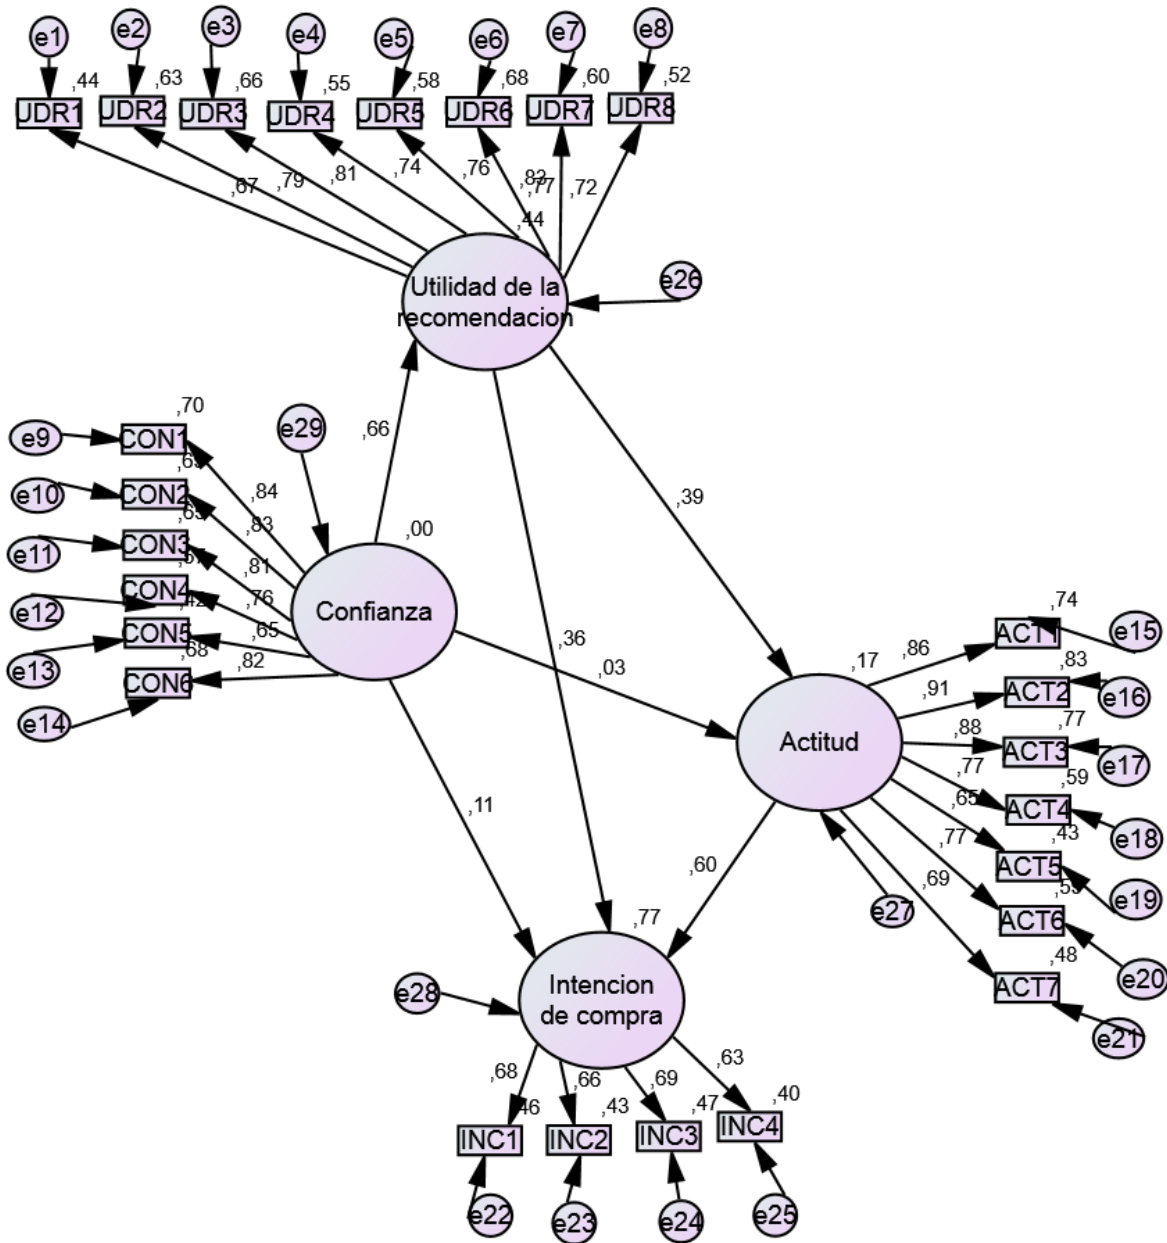 e1 e2 e3 e4 e5 e6 e7 e8
,44 ,63 ,66 ,55 ,58 ,68 ,60 ,52
UDR1 UDR2 UDR3 UDR4 UDR5 UDR6 UDR7 UDR8
,67 ,79 ,81 ,74 ,76 ,83 ,77 ,72
,44
Utilidad de la
recomendacion
e26
,70
e9 CON1 e29 ,66
e10 CON2 ,84
e11 CON3 ,83 ,00
e12 CON4 ,81
Confianza
e13 CON5 ,76
,65
,68
e14 CON6 ,82
,39
,36
,03
,11
,17 ,86 ,74
ACT1 e15
,91 ,83
ACT2 e16
Actitud
,88 ,77
ACT3 e17
,77 ,59
ACT4 e18
,65 ,43
ACT5 e19
,77
ACT6 e20
,69 ,48
ACT7 e21
e27
,60
,77
e28
Intencion
de compra
,68 ,66 ,69 ,63
,43 ,47 ,40
INC1 INC2 INC3 INC4
e22 e23 e24 e25